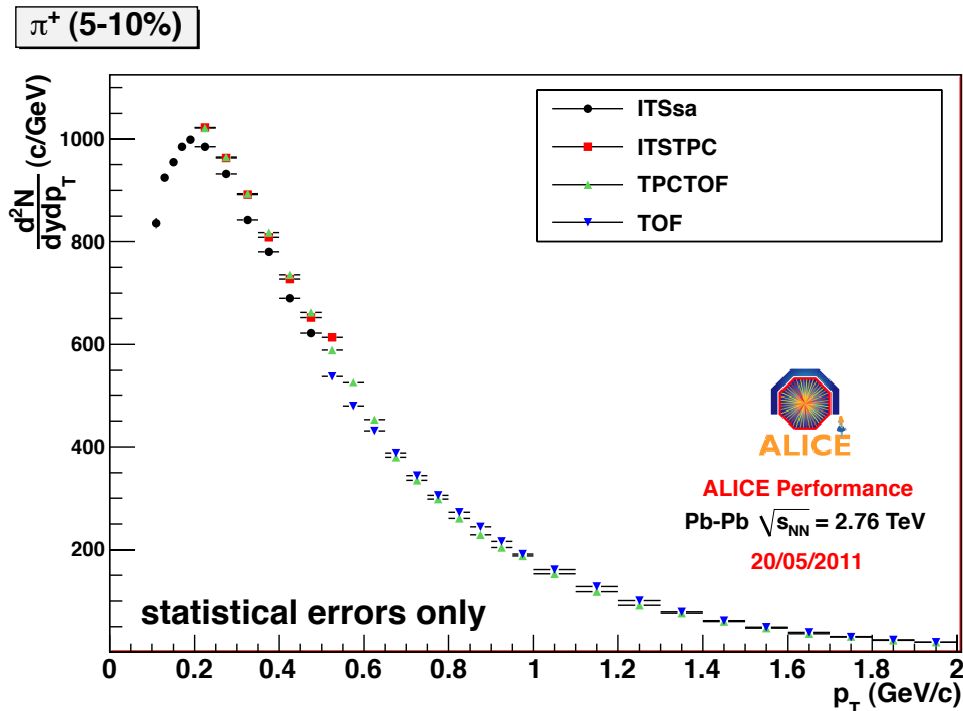 π⁺ (5-10%)
d²N/dydp_T (c/GeV)
1000
800
600
400
200
ITSsa
ITSTPC
TPCTOF
TOF
ALICE
ALICE Performance
Pb-Pb √s_NN = 2.76 TeV
20/05/2011
statistical errors only
0 0.2 0.4 0.6 0.8 1 1.2 1.4 1.6 1.8 2
p_T (GeV/c)